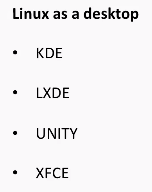 Linux as a desktop
• KDE
• LXDE
• UNITY
• XFCE